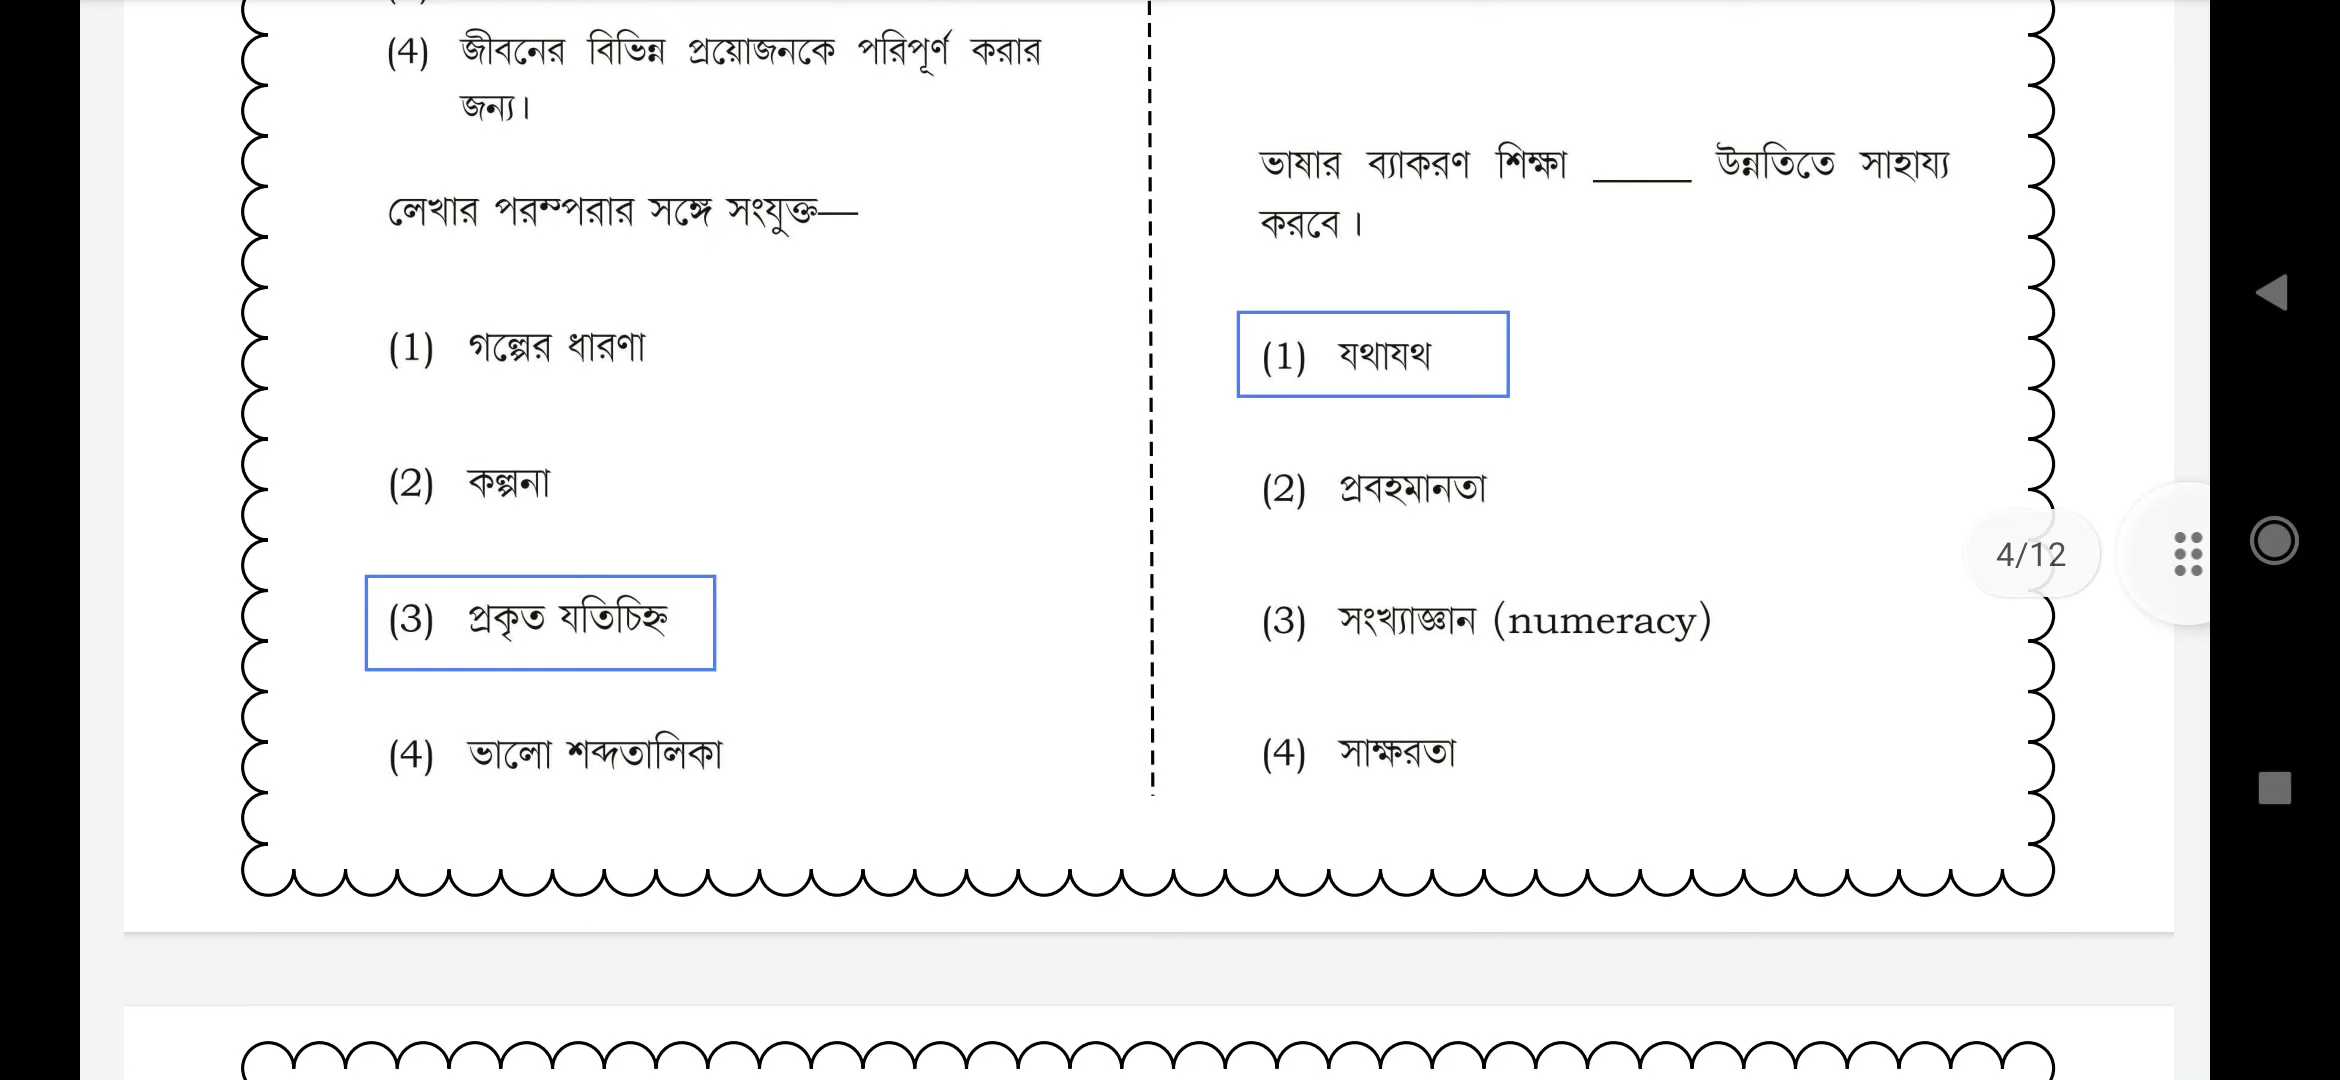 (4) জীবনের বিভিন্ন প্রয়োজনকে পরিপূর্ণ করার
জন্য।
লেখার পরম্পরার সঙ্গে সংযুক্ত—
(1) গল্পের ধারণা
(2) কল্পনা
(3) প্রকৃত যতিচিহ্ন
(4) ভালো শব্দতালিকা
ভাষার ব্যাকরণ শিক্ষা _____ উন্নতিতে সাহায্য
করবে।
(1) যথাযথ
(2) প্রবহমানতা
(3) সংখ্যাজ্ঞান (numeracy)
(4) সাক্ষরতা
4/12